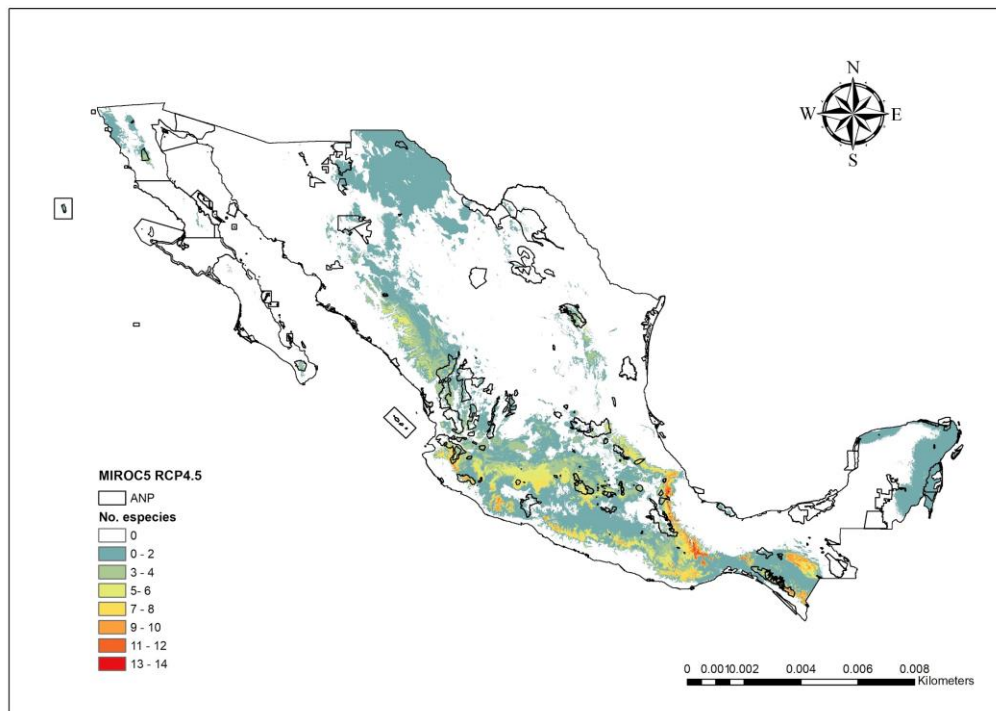 N
W E
S
MIROC5 RCP4.5
ANP
No. especies
0
0 - 2
3 - 4
5- 6
7 - 8
9 - 10
11 - 12
13 - 14
0 0.0010.002 0.004 0.006 0.008
Kilometers